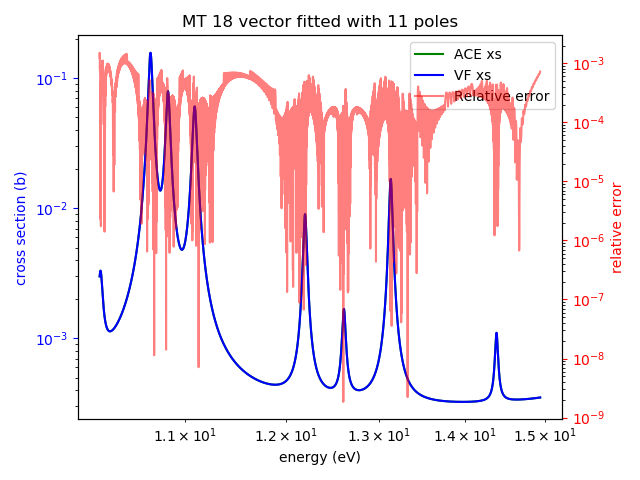 MT 18 vector fitted with 11 poles
ACE xs
VF xs
Relative error
cross section (b)
10⁻¹
10⁻²
10⁻³
relative error
10⁻³
10⁻⁴
10⁻⁵
10⁻⁶
10⁻⁷
10⁻⁸
10⁻⁹
1.1 × 10¹ 1.2 × 10¹ 1.3 × 10¹ 1.4 × 10¹ 1.5 × 10¹
energy (eV)